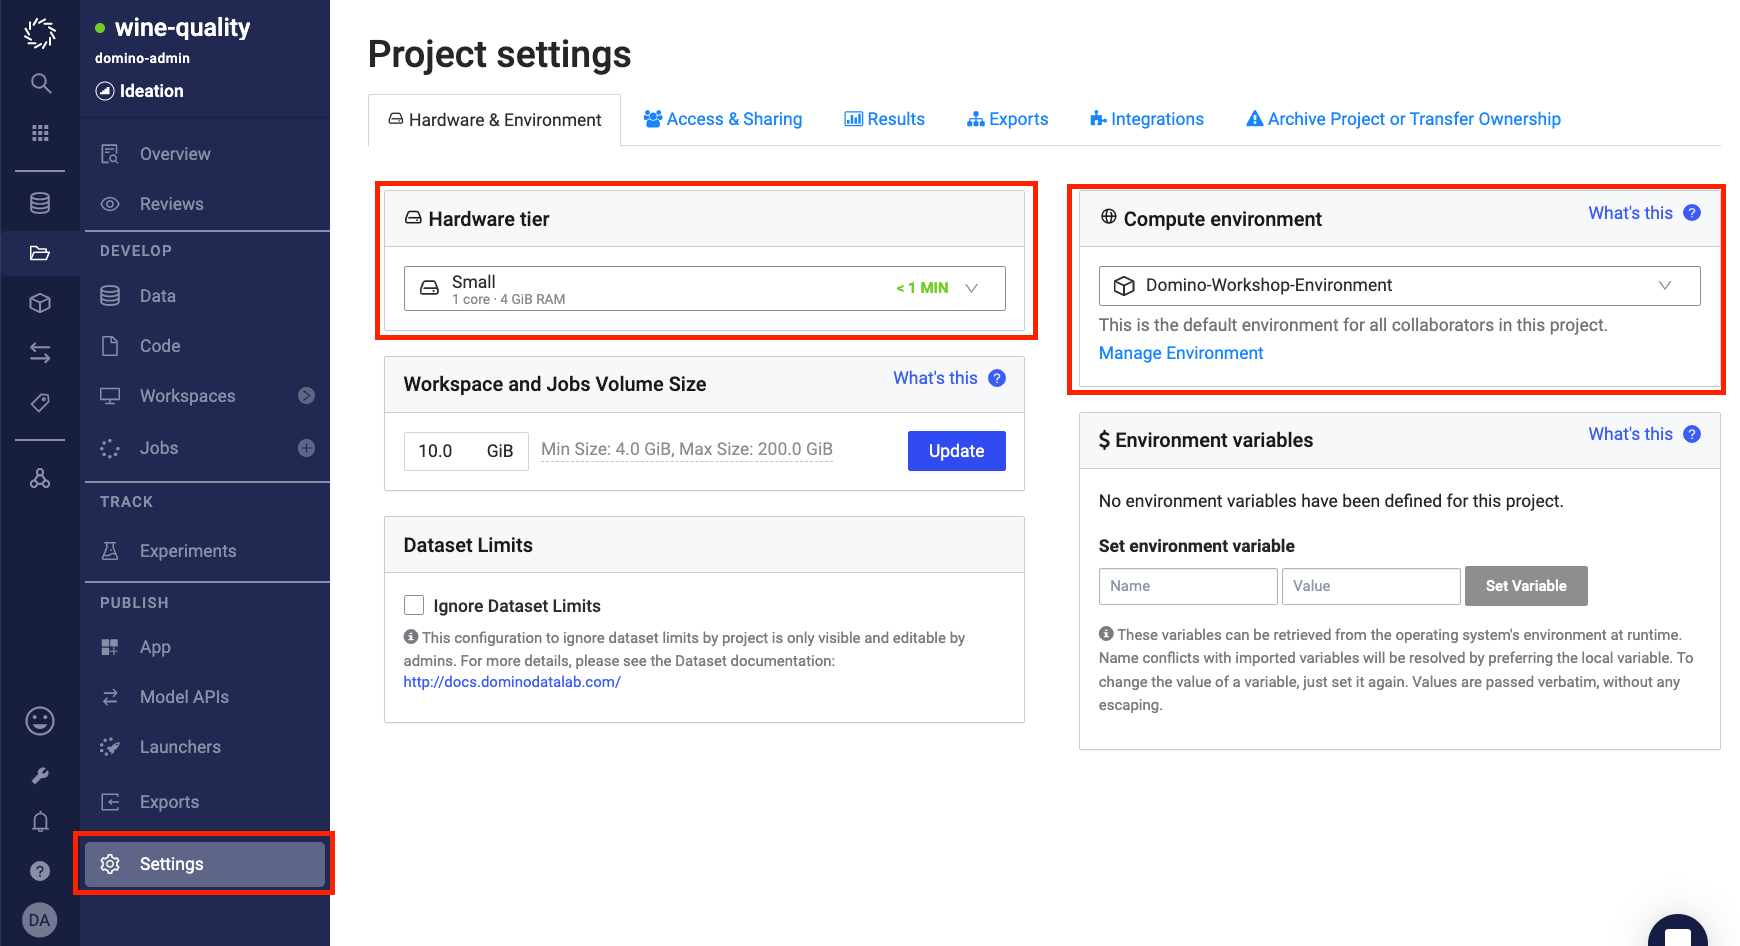 wine-quality
domino-admin
Ideation
Overview
Reviews
DEVELOP
Data
Code
Workspaces
Jobs
TRACK
Experiments
PUBLISH
App
Model APIs
Launchers
Exports
Settings
DA
Project settings
Hardware & Environment
Access & Sharing
Results
Exports
Integrations
Archive Project or Transfer Ownership
Hardware tier
Small
1 core · 4 GiB RAM
< 1 MIN
Workspace and Jobs Volume Size
What's this ?
10.0 GiB
Min Size: 4.0 GiB, Max Size: 200.0 GiB
Update
Dataset Limits
Ignore Dataset Limits
This configuration to ignore dataset limits by project is only visible and editable by
admins. For more details, please see the Dataset documentation:
http://docs.dominodatalab.com/
Compute environment
What's this ?
Domino-Workshop-Environment
This is the default environment for all collaborators in this project.
Manage Environment
$ Environment variables
What's this ?
No environment variables have been defined for this project.
Set environment variable
Name
Value
Set Variable
These variables can be retrieved from the operating system's environment at runtime.
Name conflicts with imported variables will be resolved by preferring the local variable. To
change the value of a variable, just set it again. Values are passed verbatim, without any
escaping.